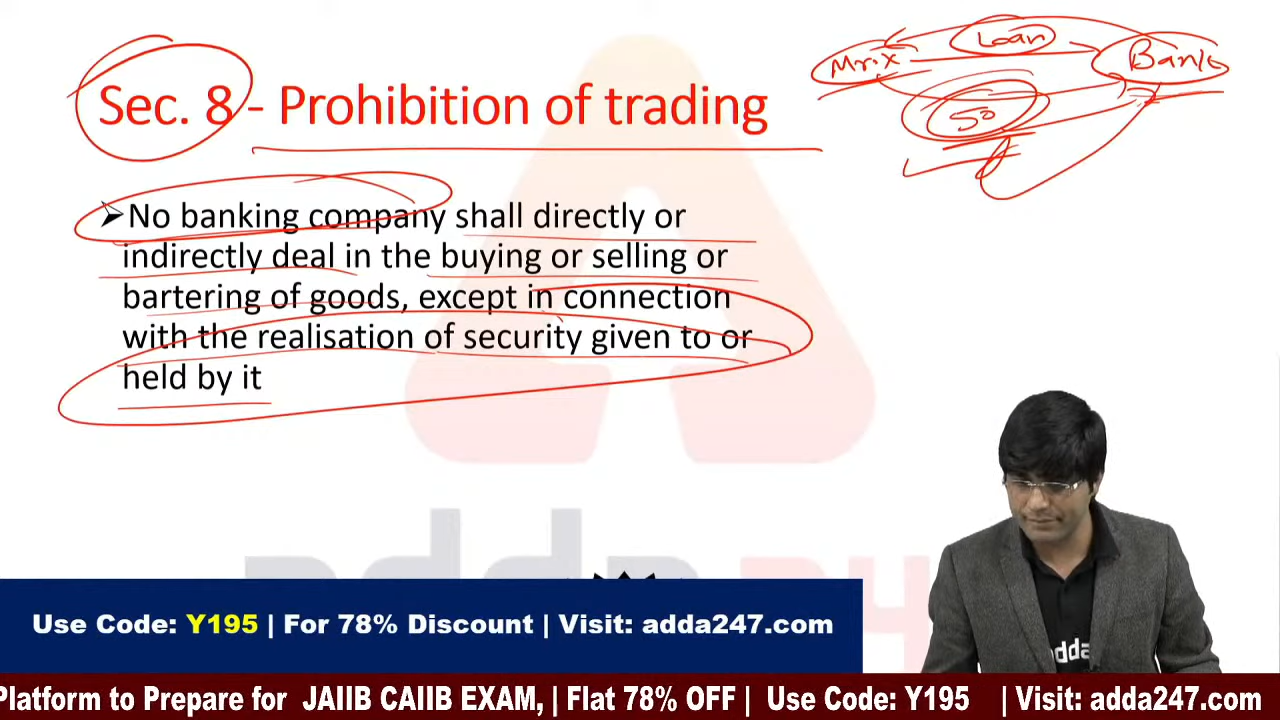 Loan
Mr. X
Bank
50
Sec. 8 - Prohibition of trading
No banking company shall directly or
indirectly deal in the buying or selling or
bartering of goods, except in connection
with the realisation of security given to or
held by it
adda
Use Code: Y195 | For 78% Discount | Visit: adda247.com
Platform to Prepare for JAIIB CAIIB EXAM, | Flat 78% OFF | Use Code: Y195 | Visit: adda247.com